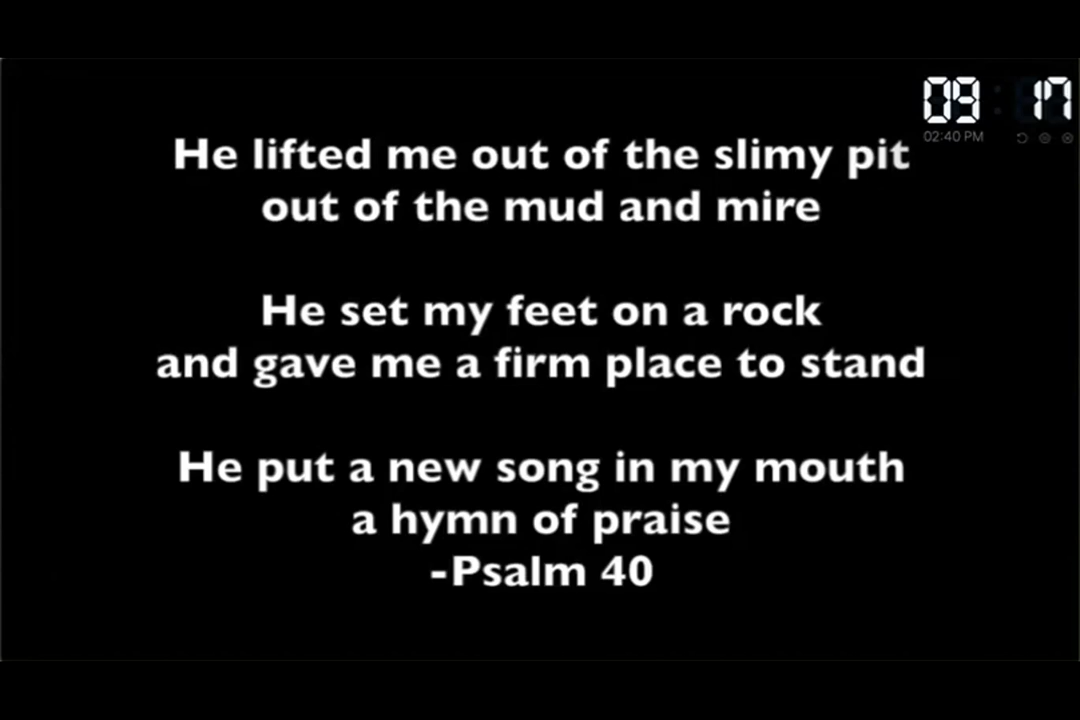 09 : 17
02:40 PM
He lifted me out of the slimy pit
out of the mud and mire
He set my feet on a rock
and gave me a firm place to stand
He put a new song in my mouth
a hymn of praise
-Psalm 40